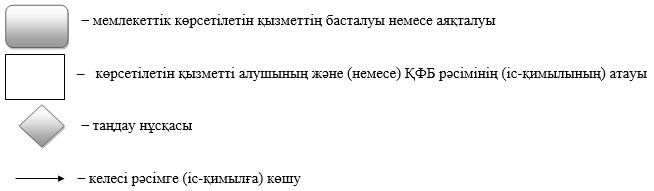 – мемлекеттік көрсетілетін қызметтің басталуы немесе аяқталуы
– көрсетілетін қызметті алушының және (немесе) ҚФБ рәсімінің (іс-қимылының) атауы
– таңдау нұсқасы
– келесі рәсімге (іс-қимылға) көшу